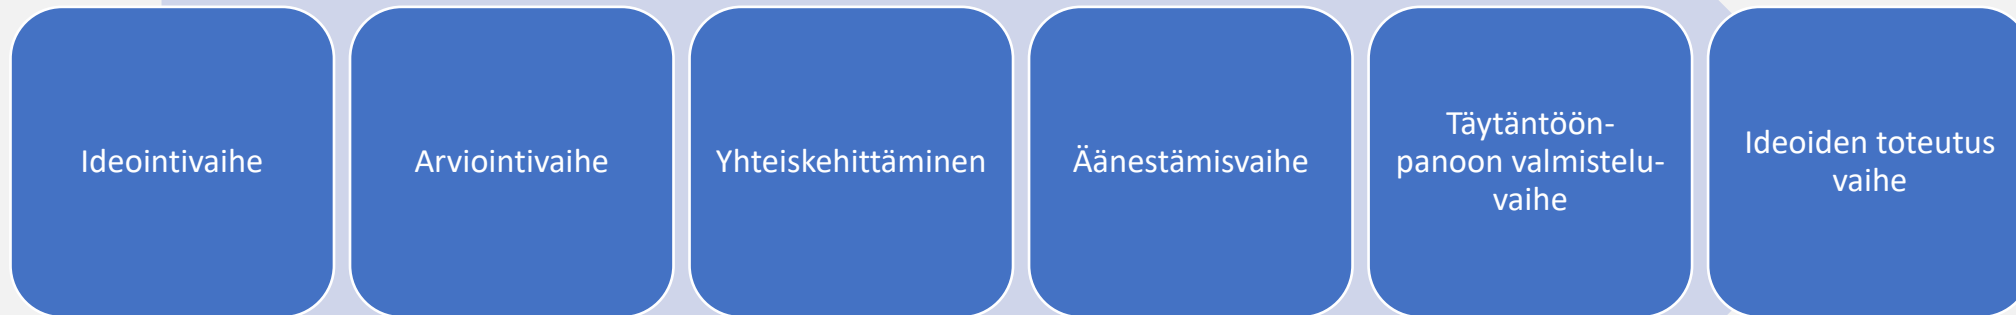 Ideointivaihe
Arviointivaihe
Yhteiskehittäminen
Äänestämisvaihe
Täytäntöön-
panoon valmistelu-
vaihe
Ideoiden toteutus
vaihe